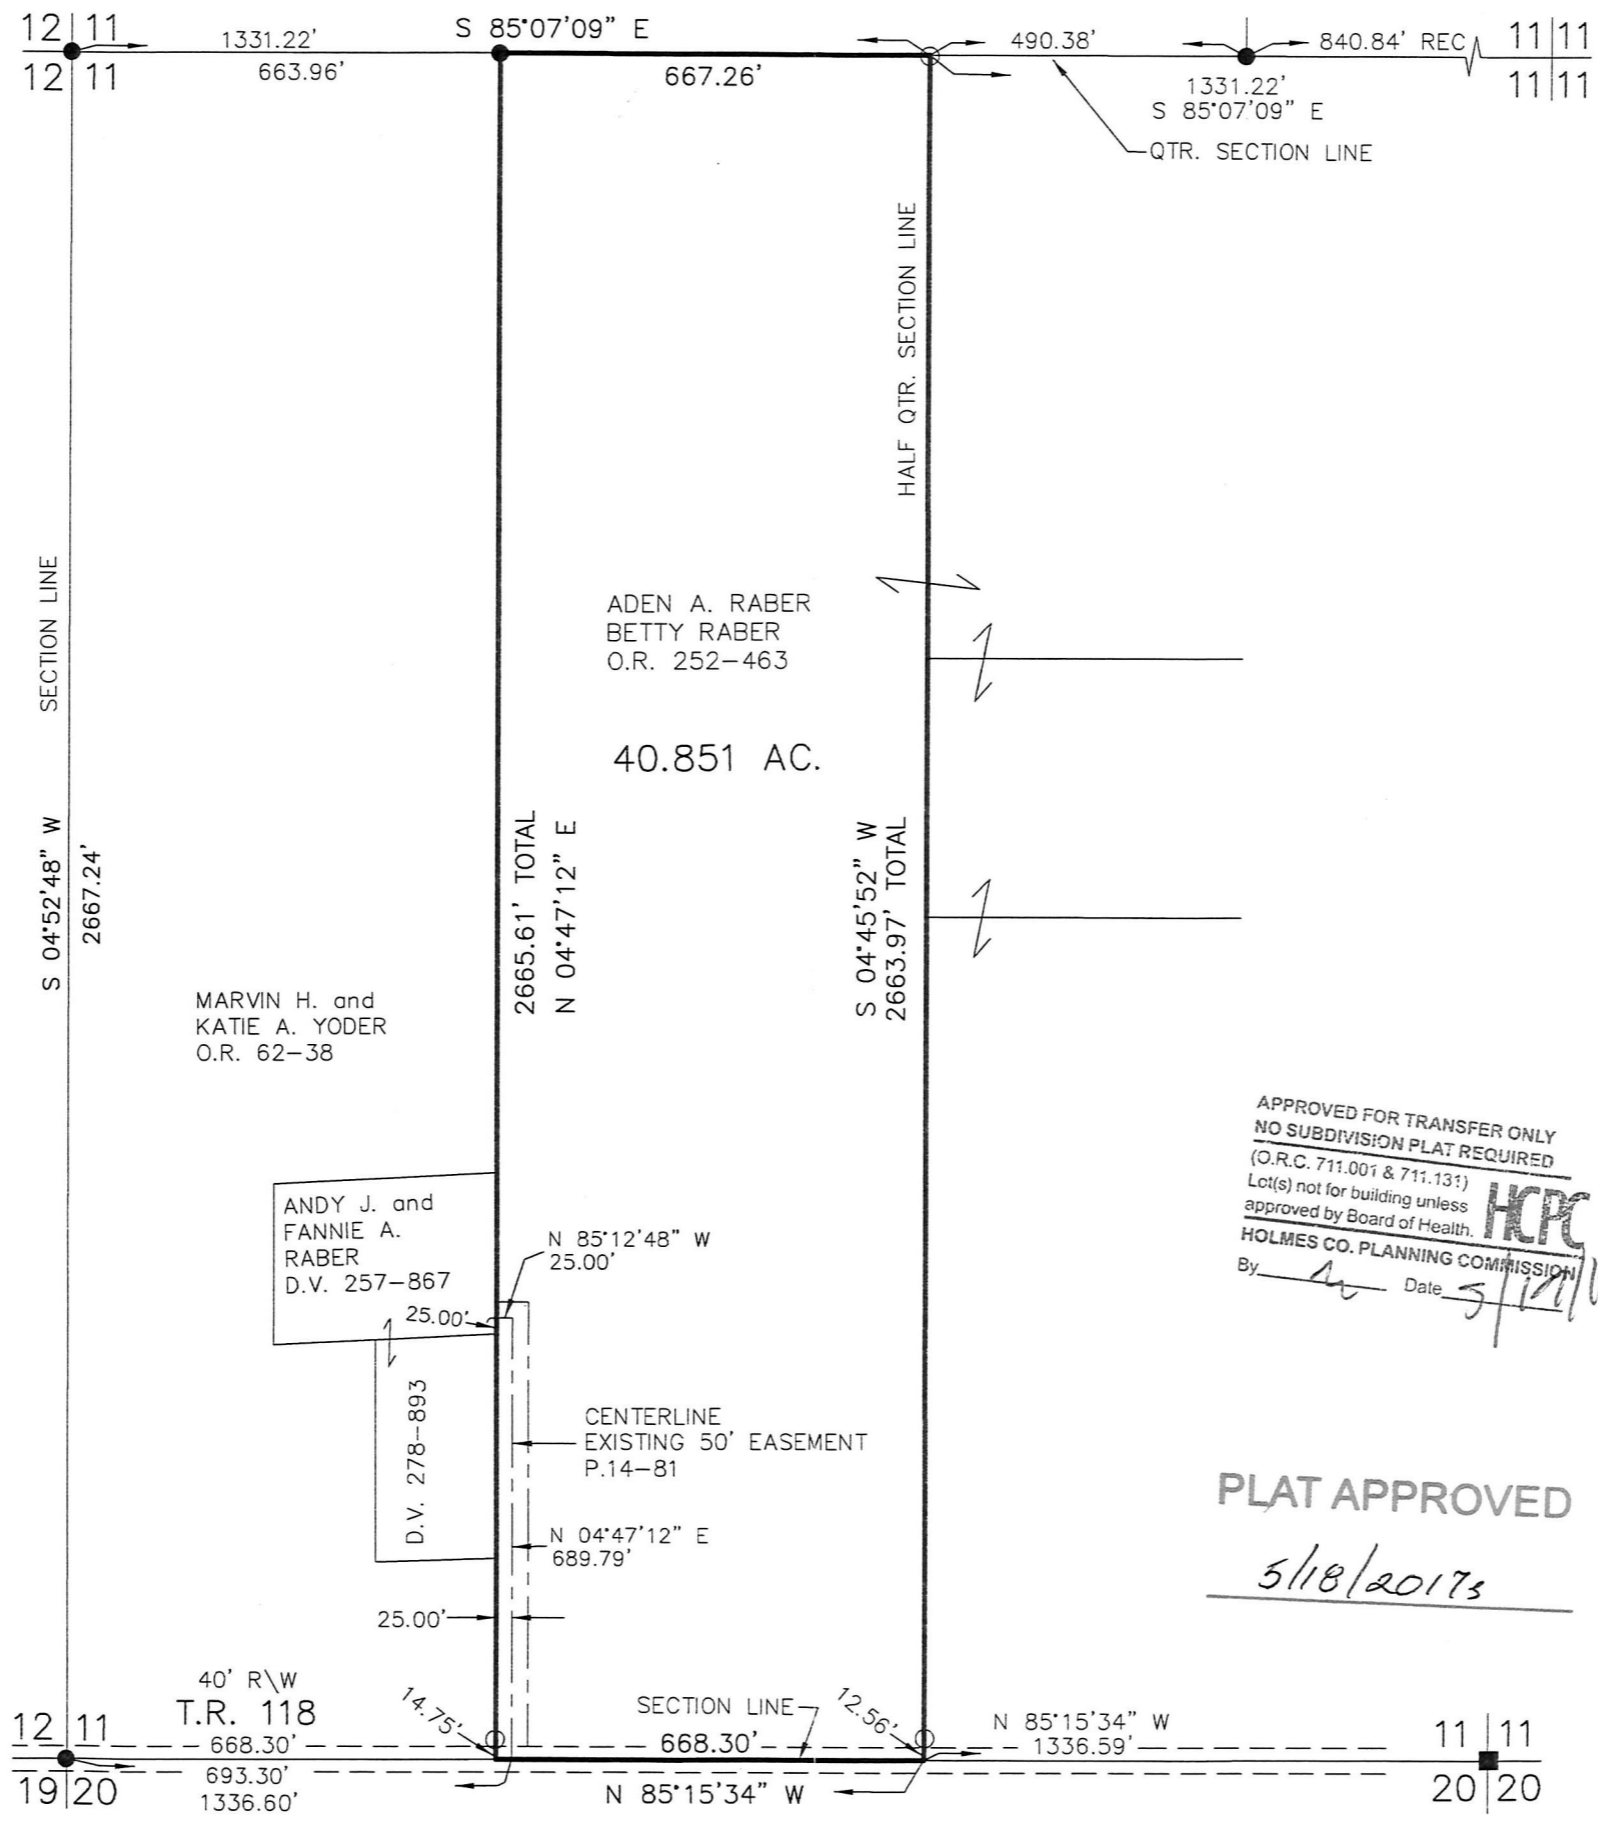 12 11
12 11
1331.22'
663.96'
S 85°07'09" E
667.26'
490.38'
840.84' REC
1331.22'
S 85°07'09" E
QTR. SECTION LINE
11 11
11 11
HALF QTR. SECTION LINE
SECTION LINE
S 04°52'48" W
2667.24'
ADEN A. RABER
BETTY RABER
O.R. 252-463
40.851 AC.
2665.61' TOTAL
N 04°47'12" E
S 04°45'52" W
2663.97' TOTAL
MARVIN H. and
KATIE A. YODER
O.R. 62-38
ANDY J. and
FANNIE A.
RABER
D.V. 257-867
25.00'
N 85°12'48" W
25.00'
D.V. 278-893
CENTERLINE
EXISTING 50' EASEMENT
P.14-81
N 04°47'12" E
689.79'
25.00'
APPROVED FOR TRANSFER ONLY
NO SUBDIVISION PLAT REQUIRED
(O.R.C. 711.001 & 711.131)
Lot(s) not for building unless
approved by Board of Health.
HCPC
HOLMES CO. PLANNING COMMISSION
By Date
PLAT APPROVED
5/18/2017
40' R\W
T.R. 118
14.75'
SECTION LINE
12.56'
N 85°15'34" W
12 11
668.30'
668.30'
1336.59'
11 11
19 20
693.30'
1336.60'
N 85°15'34" W
20 20